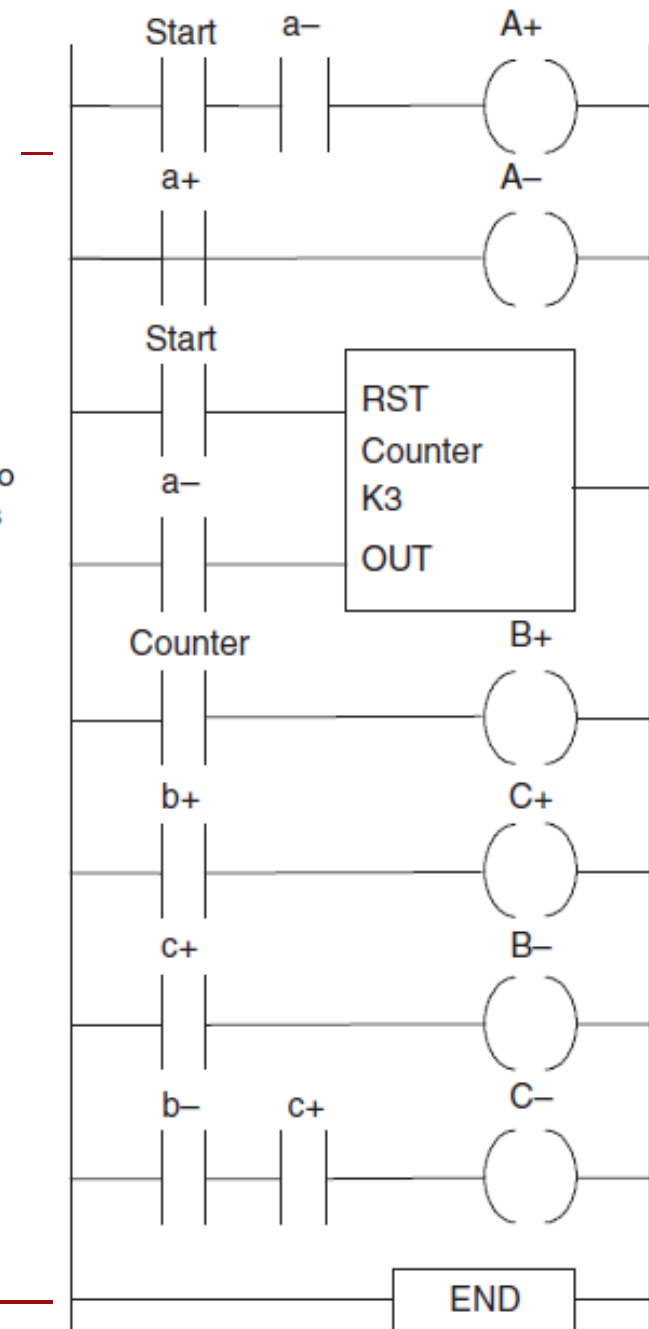 Start a– A+
a+ A–
Start
RST
Counter
a–
K3
OUT
Counter B+
b+ C+
c+ B–
b– c+ C–
END